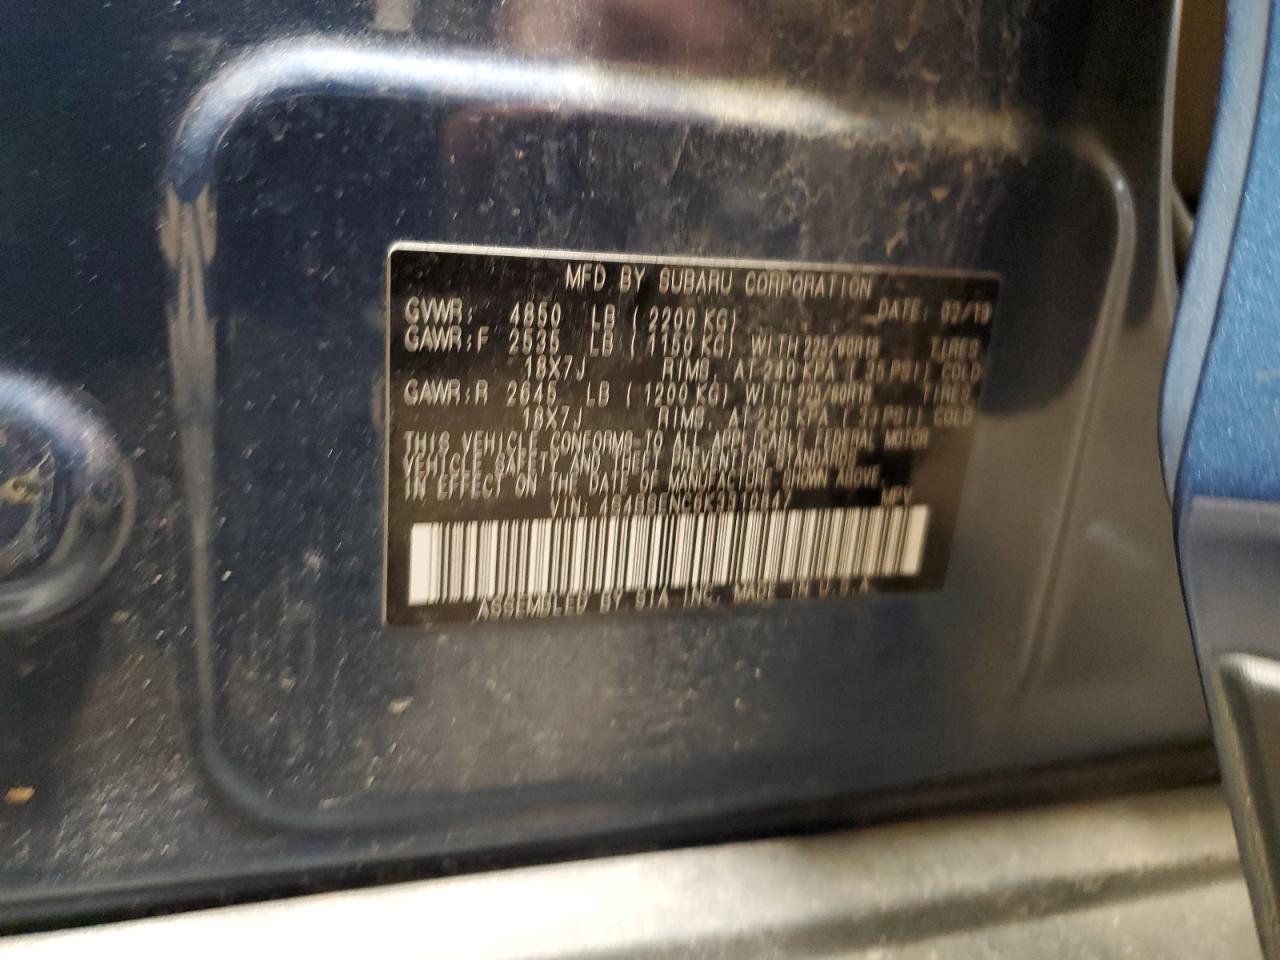 MFD BY SUBARU CORPORATION
GVWR: 4850 LB (2200 KG) DATE: 03/19
GAWR:F 2535 LB (1150 KG) WITH 225/60R18 TIRES
18X7J RIMS, AT 240 KPA (35 PSI) COLD
GAWR:R 2645 LB (1200 KG) WITH 225/60R18 TIRES
18X7J RIMS, AT 230 KPA (33 PSI) COLD
THIS VEHICLE CONFORMS TO ALL APPLICABLE FEDERAL MOTOR
VEHICLE SAFETY AND THEFT PREVENTION STANDARDS
IN EFFECT ON THE DATE OF MANUFACTURE SHOWN ABOVE
VIN: MPV
ASSEMBLED BY SIA INC. MADE IN U.S.A